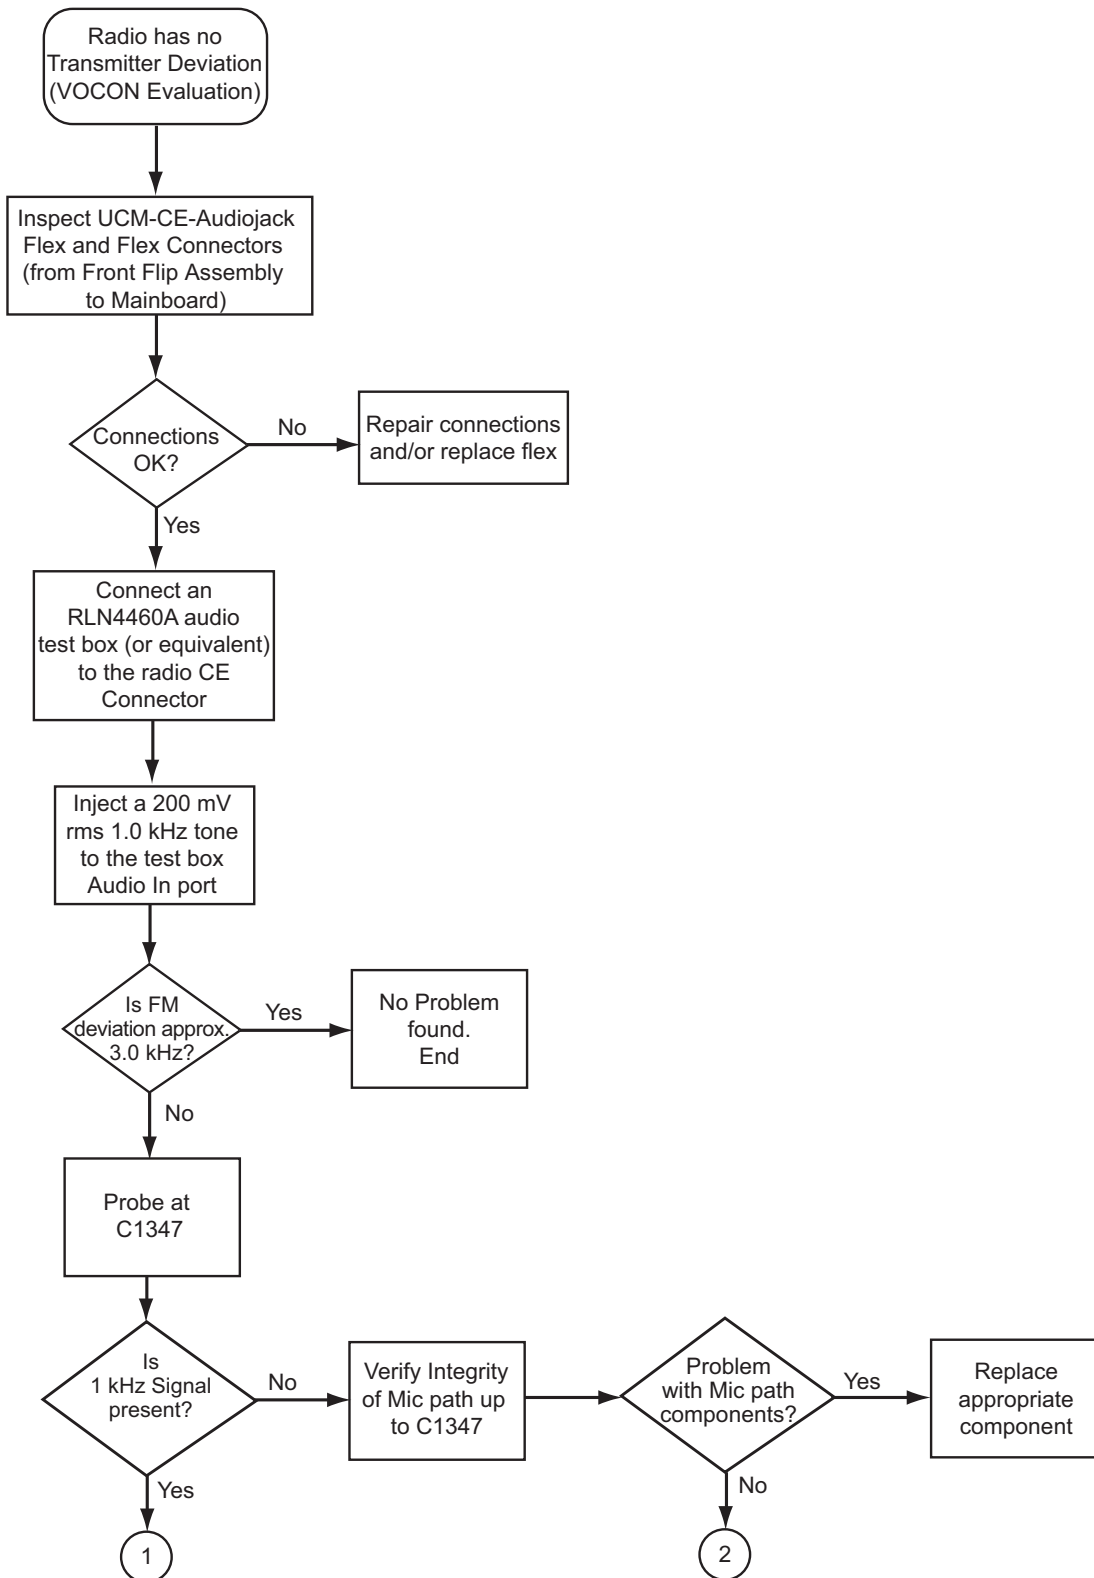 Radio has no
Transmitter Deviation
(VOCON Evaluation)
Inspect UCM-CE-Audiojack
Flex and Flex Connectors
(from Front Flip Assembly
to Mainboard)
Connections
OK?
No
Repair connections
and/or replace flex
Yes
Connect an
RLN4460A audio
test box (or equivalent)
to the radio CE
Connector
Inject a 200 mV
rms 1.0 kHz tone
to the test box
Audio In port
Is FM
deviation approx.
3.0 kHz?
Yes
No Problem
found.
End
No
Probe at
C1347
Is
1 kHz Signal
present?
No
Verify Integrity
of Mic path up
to C1347
Problem
with Mic path
components?
Yes
Replace
appropriate
component
Yes
No
1
2